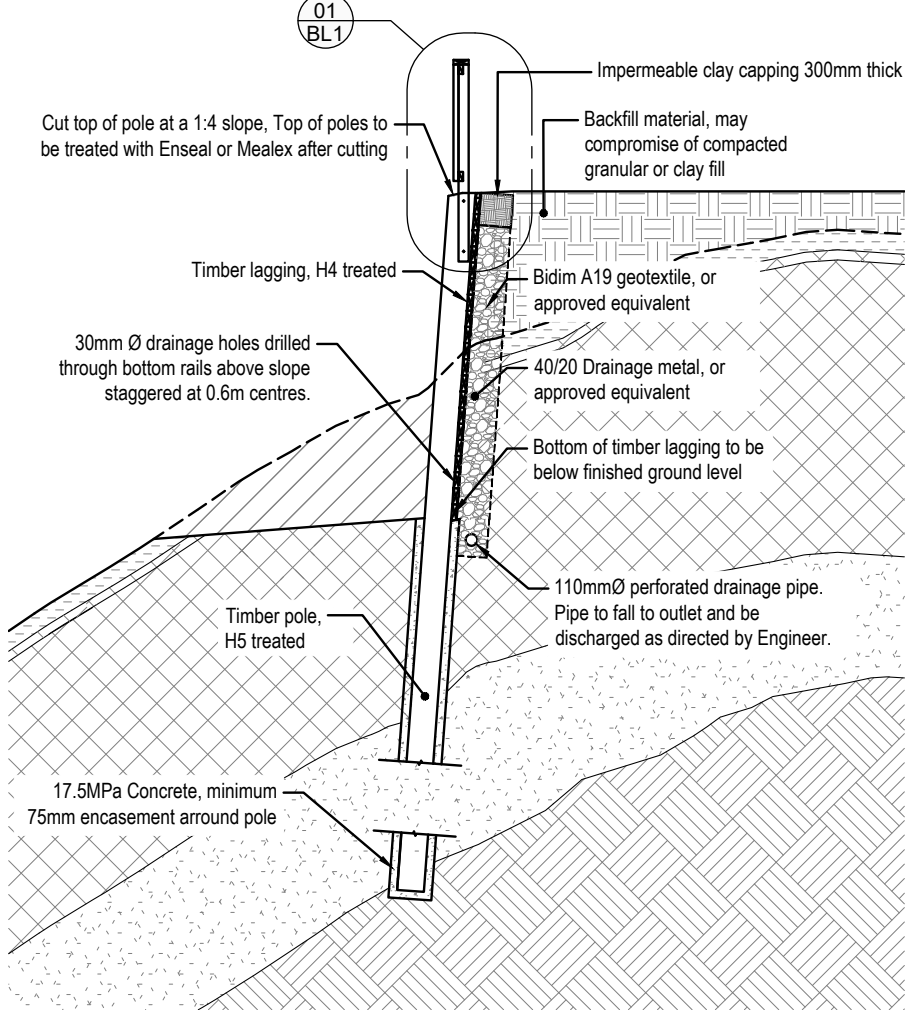 01
BL1
Impermeable clay capping 300mm thick
Cut top of pole at a 1:4 slope, Top of poles to
be treated with Enseal or Mealex after cutting
Backfill material, may
compromise of compacted
granular or clay fill
Timber lagging, H4 treated
Bidim A19 geotextile, or
approved equivalent
30mm Ø drainage holes drilled
through bottom rails above slope
staggered at 0.6m centres.
40/20 Drainage metal, or
approved equivalent
Bottom of timber lagging to be
below finished ground level
110mmØ perforated drainage pipe.
Pipe to fall to outlet and be
discharged as directed by Engineer.
Timber pole,
H5 treated
17.5MPa Concrete, minimum
75mm encasement arround pole